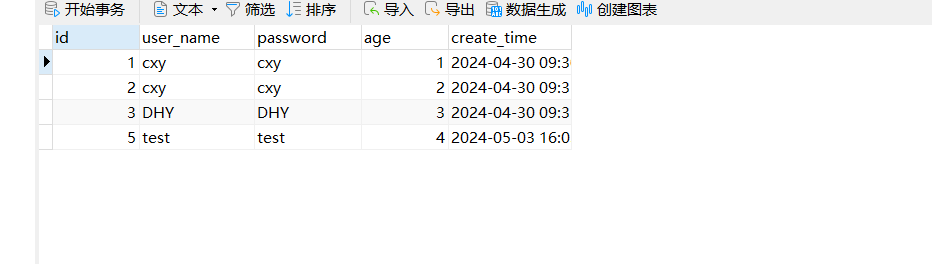 开始事务 文本 筛选 排序 导入 导出 数据生成 创建图表
id user_name password age create_time
1 cxy cxy 1 2024-04-30 09:3
2 cxy cxy 2 2024-04-30 09:3
3 DHY DHY 3 2024-04-30 09:3
5 test test 4 2024-05-03 16:0